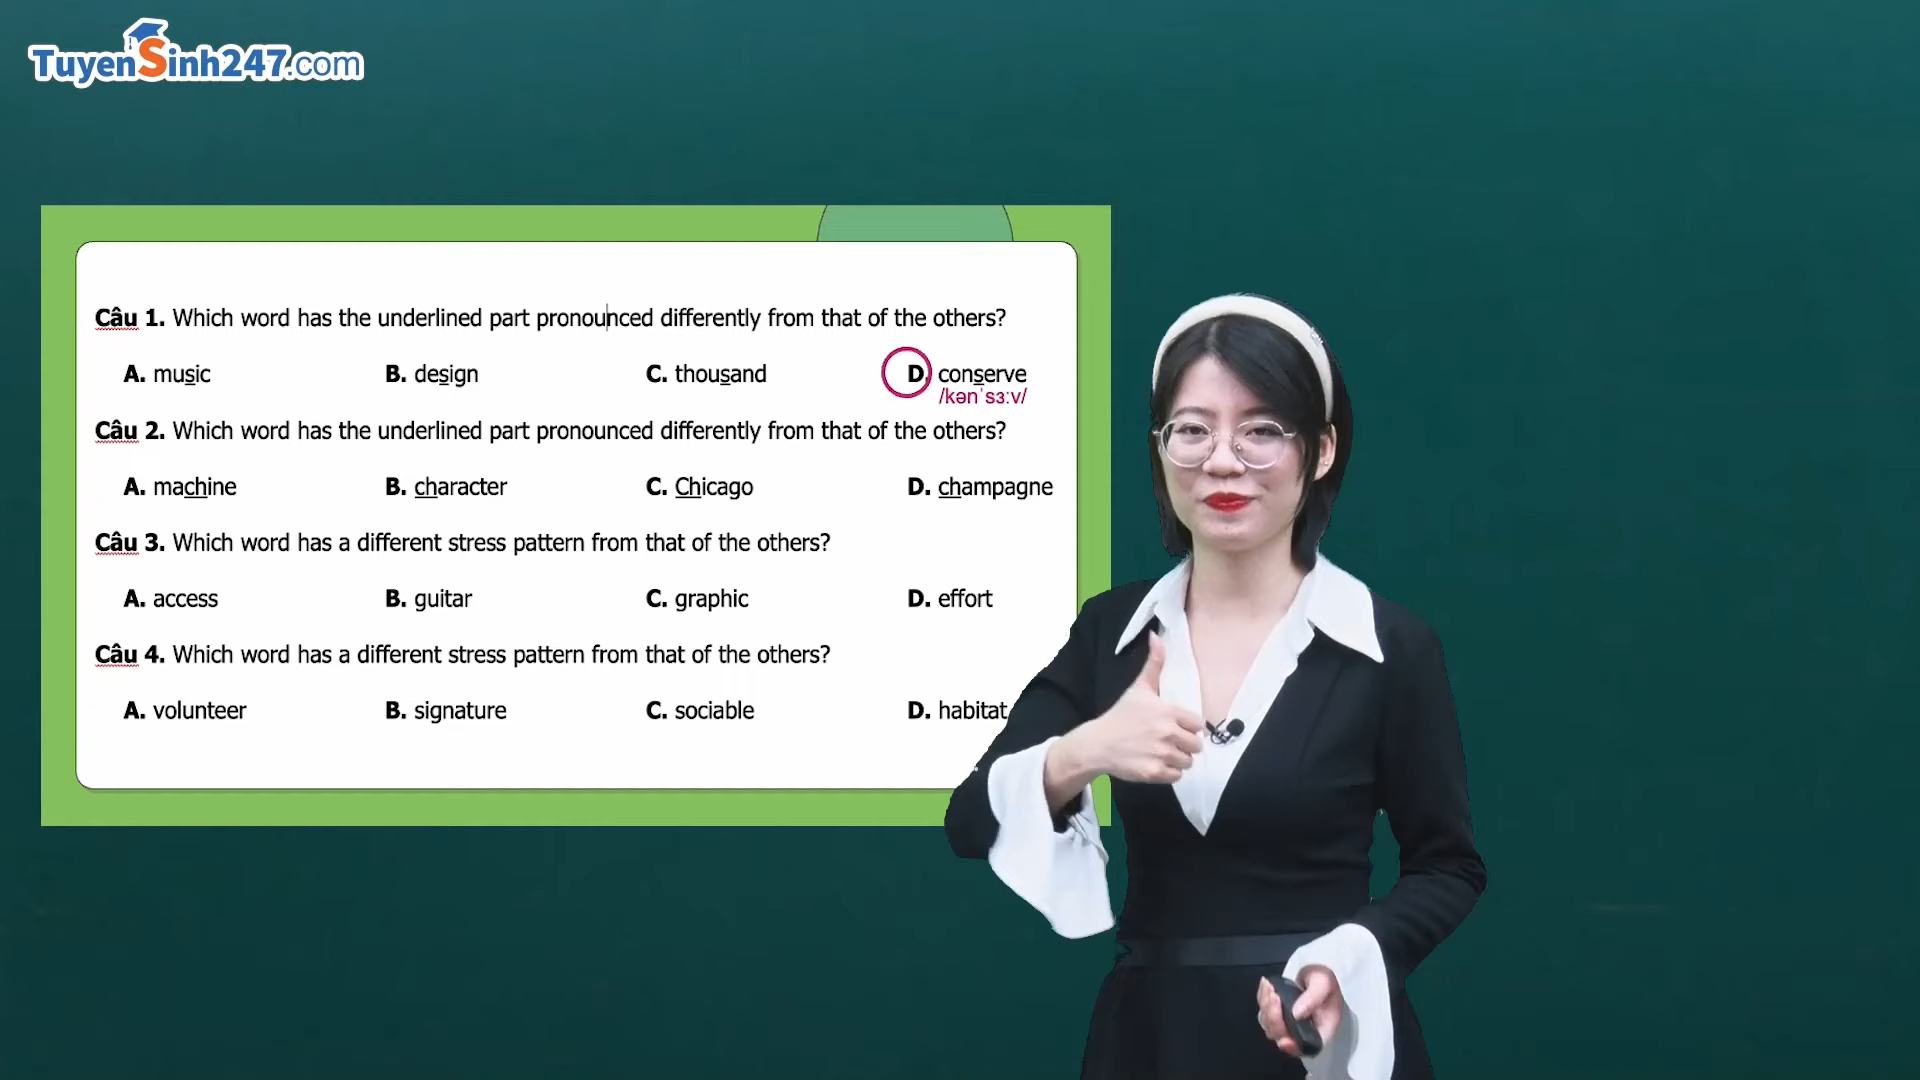 TuyenSinh247.com
Câu 1. Which word has the underlined part pronounced differently from that of the others?
A. music B. design C. thousand D. conserve
/kənˈsɜːv/
Câu 2. Which word has the underlined part pronounced differently from that of the others?
A. machine B. character C. Chicago D. champagne
Câu 3. Which word has a different stress pattern from that of the others?
A. access B. guitar C. graphic D. effort
Câu 4. Which word has a different stress pattern from that of the others?
A. volunteer B. signature C. sociable D. habitat